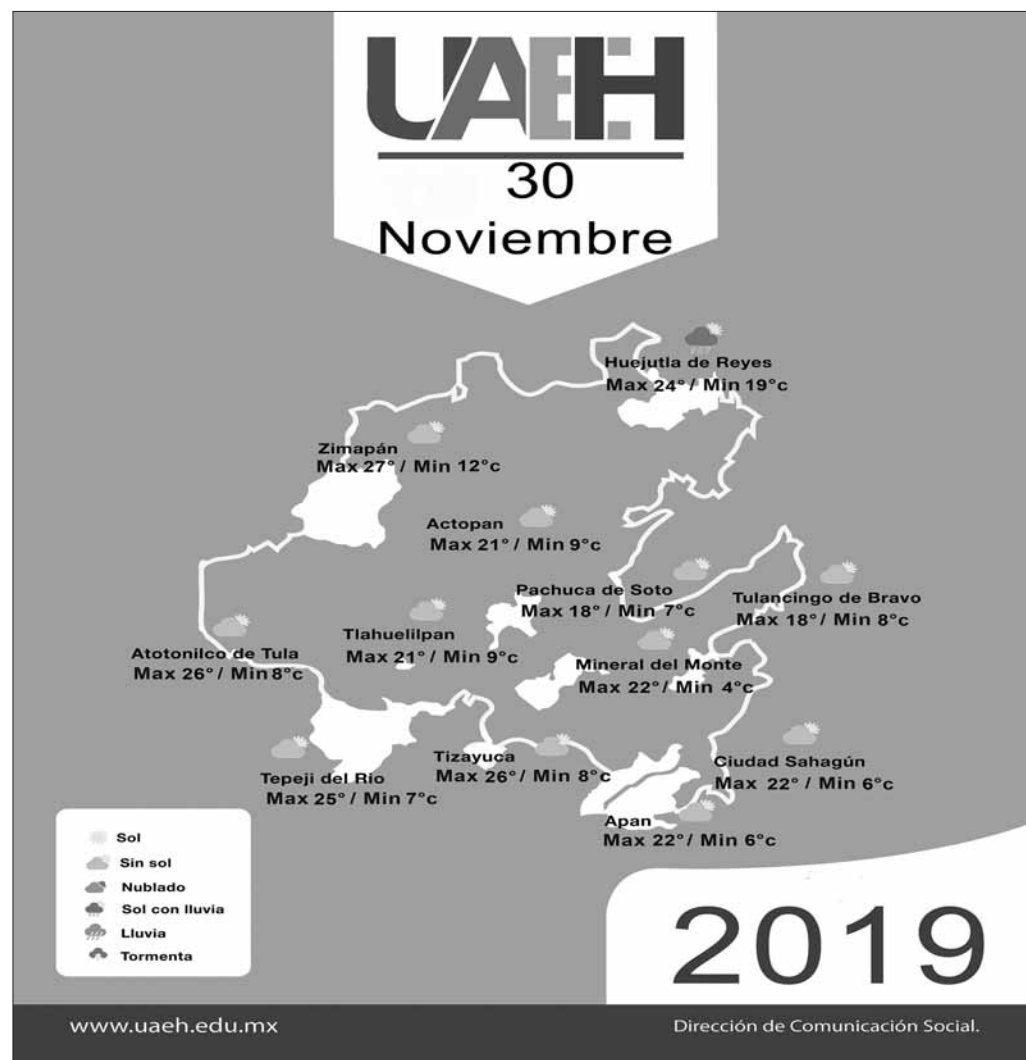 UAEH
30
Noviembre
Huejutla de Reyes
Max 24° / Min 19°c
Zimapán
Max 27° / Min 12°c
Actopan
Max 21° / Min 9°c
Pachuca de Soto
Max 18° / Min 7°c
Tulancingo de Bravo
Max 18° / Min 8°c
Tlahuelilpan
Max 21° / Min 9°c
Atotonilco de Tula
Max 26° / Min 8°c
Mineral del Monte
Max 22° / Min 4°c
Tizayuca
Max 26° / Min 8°c
Ciudad Sahagún
Max 22° / Min 6°c
Tepeji del Rio
Max 25° / Min 7°c
Apan
Max 22° / Min 6°c
Sol
Sin sol
Nublado
Sol con lluvia
Lluvia
Tormenta
2019
www.uaeh.edu.mx
Dirección de Comunicación Social.